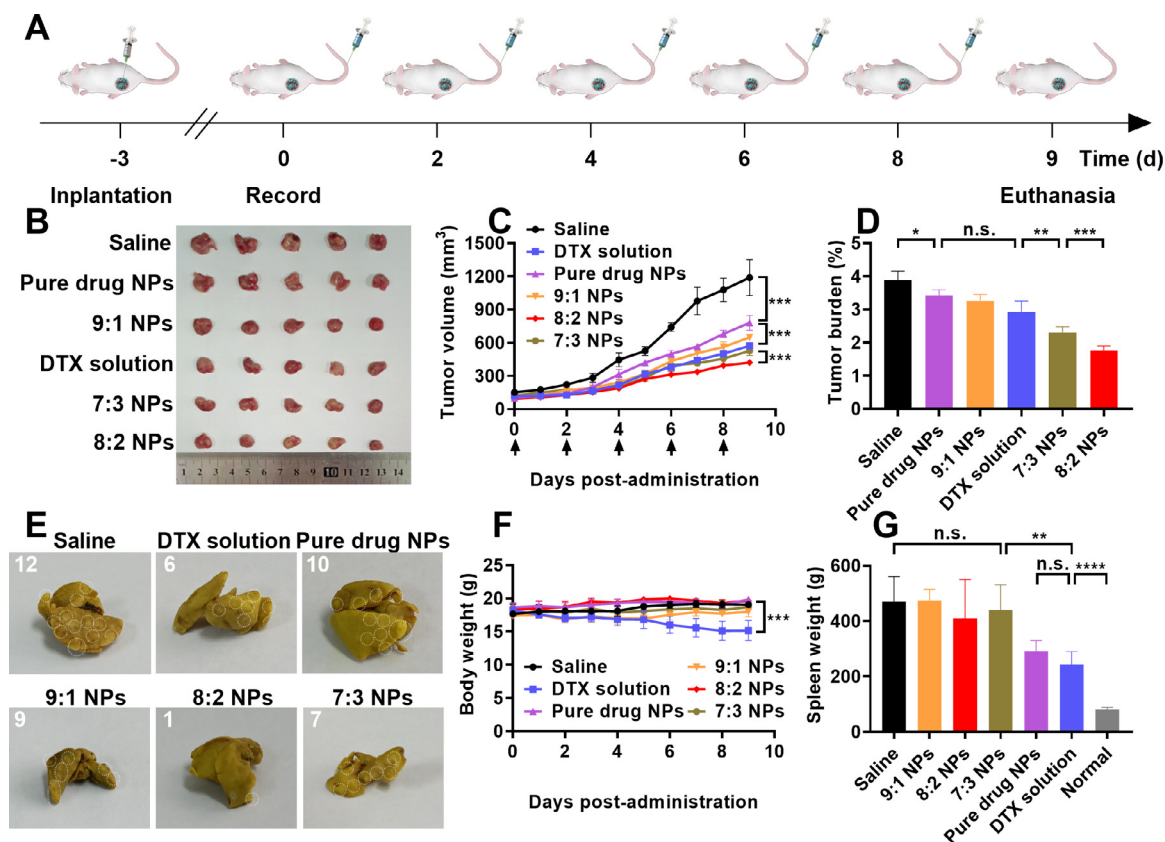 A
-3 0 2 4 6 8 9 Time (d)
Inplantation Record Euthanasia
B
Saline
Pure drug NPs
9:1 NPs
DTX solution
7:3 NPs
8:2 NPs
1 2 3 4 5 6 7 8 9 10 11 12 13 14
C
Saline
DTX solution
Pure drug NPs
9:1 NPs
8:2 NPs
7:3 NPs
Tumor volume (mm³)
1500
1200
900
600
300
0
***
***
***
0 2 4 6 8 10
Days post-administration
D
Tumor burden (%)
5
4
3
2
1
0
* n.s. ** ***
Saline
Pure drug NPs
9:1 NPs
DTX solution
7:3 NPs
8:2 NPs
E
Saline DTX solution Pure drug NPs
12 6 10
9:1 NPs 8:2 NPs 7:3 NPs
9 1 7
F
Body weight (g)
25
20
15
10
5
0
***
Saline
DTX solution
Pure drug NPs
9:1 NPs
8:2 NPs
7:3 NPs
0 2 4 6 8 10
Days post-administration
G
Spleen weight (g)
600
400
200
0
n.s. **
n.s. ****
Saline
9:1 NPs
8:2 NPs
7:3 NPs
Pure drug NPs
DTX solution
Normal